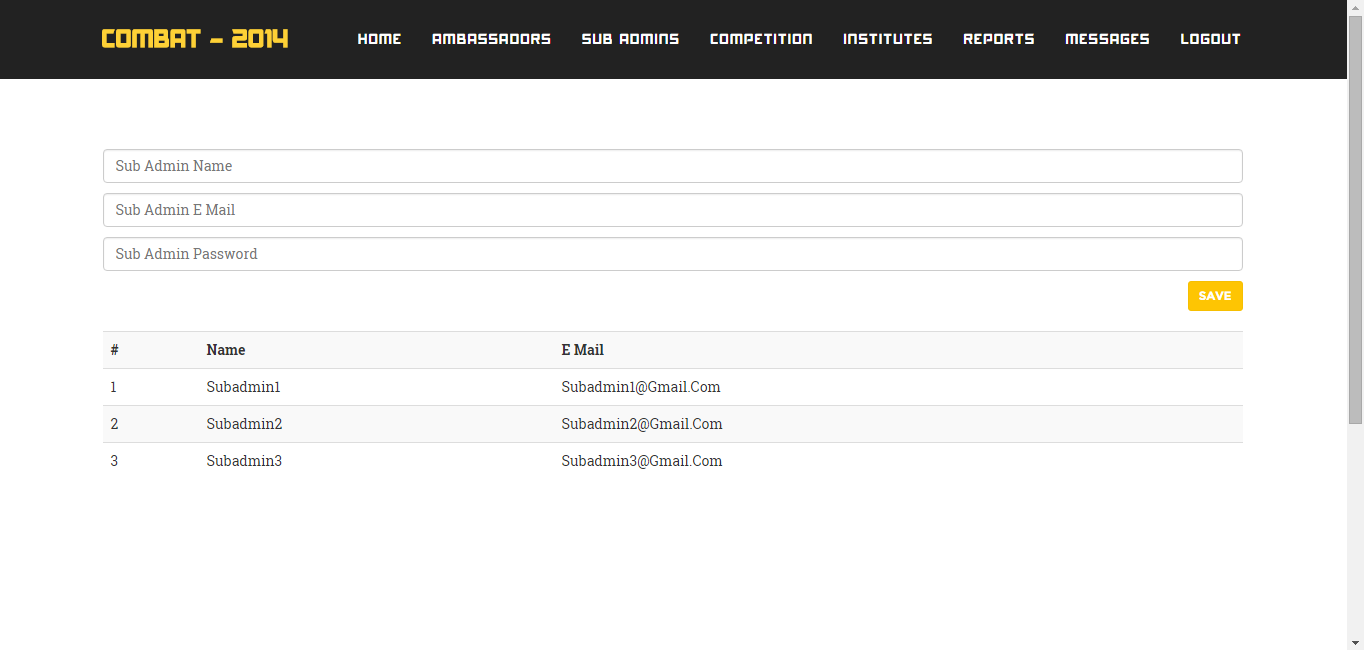 COMBAT - 2014 HOME AMBASSADORS SUB ADMINS COMPETITION INSTITUTES REPORTS MESSAGES LOGOUT
Sub Admin Name
Sub Admin E Mail
Sub Admin Password
SAVE
# Name E Mail
1 Subadmin1 Subadmin1@Gmail.Com
2 Subadmin2 Subadmin2@Gmail.Com
3 Subadmin3 Subadmin3@Gmail.Com